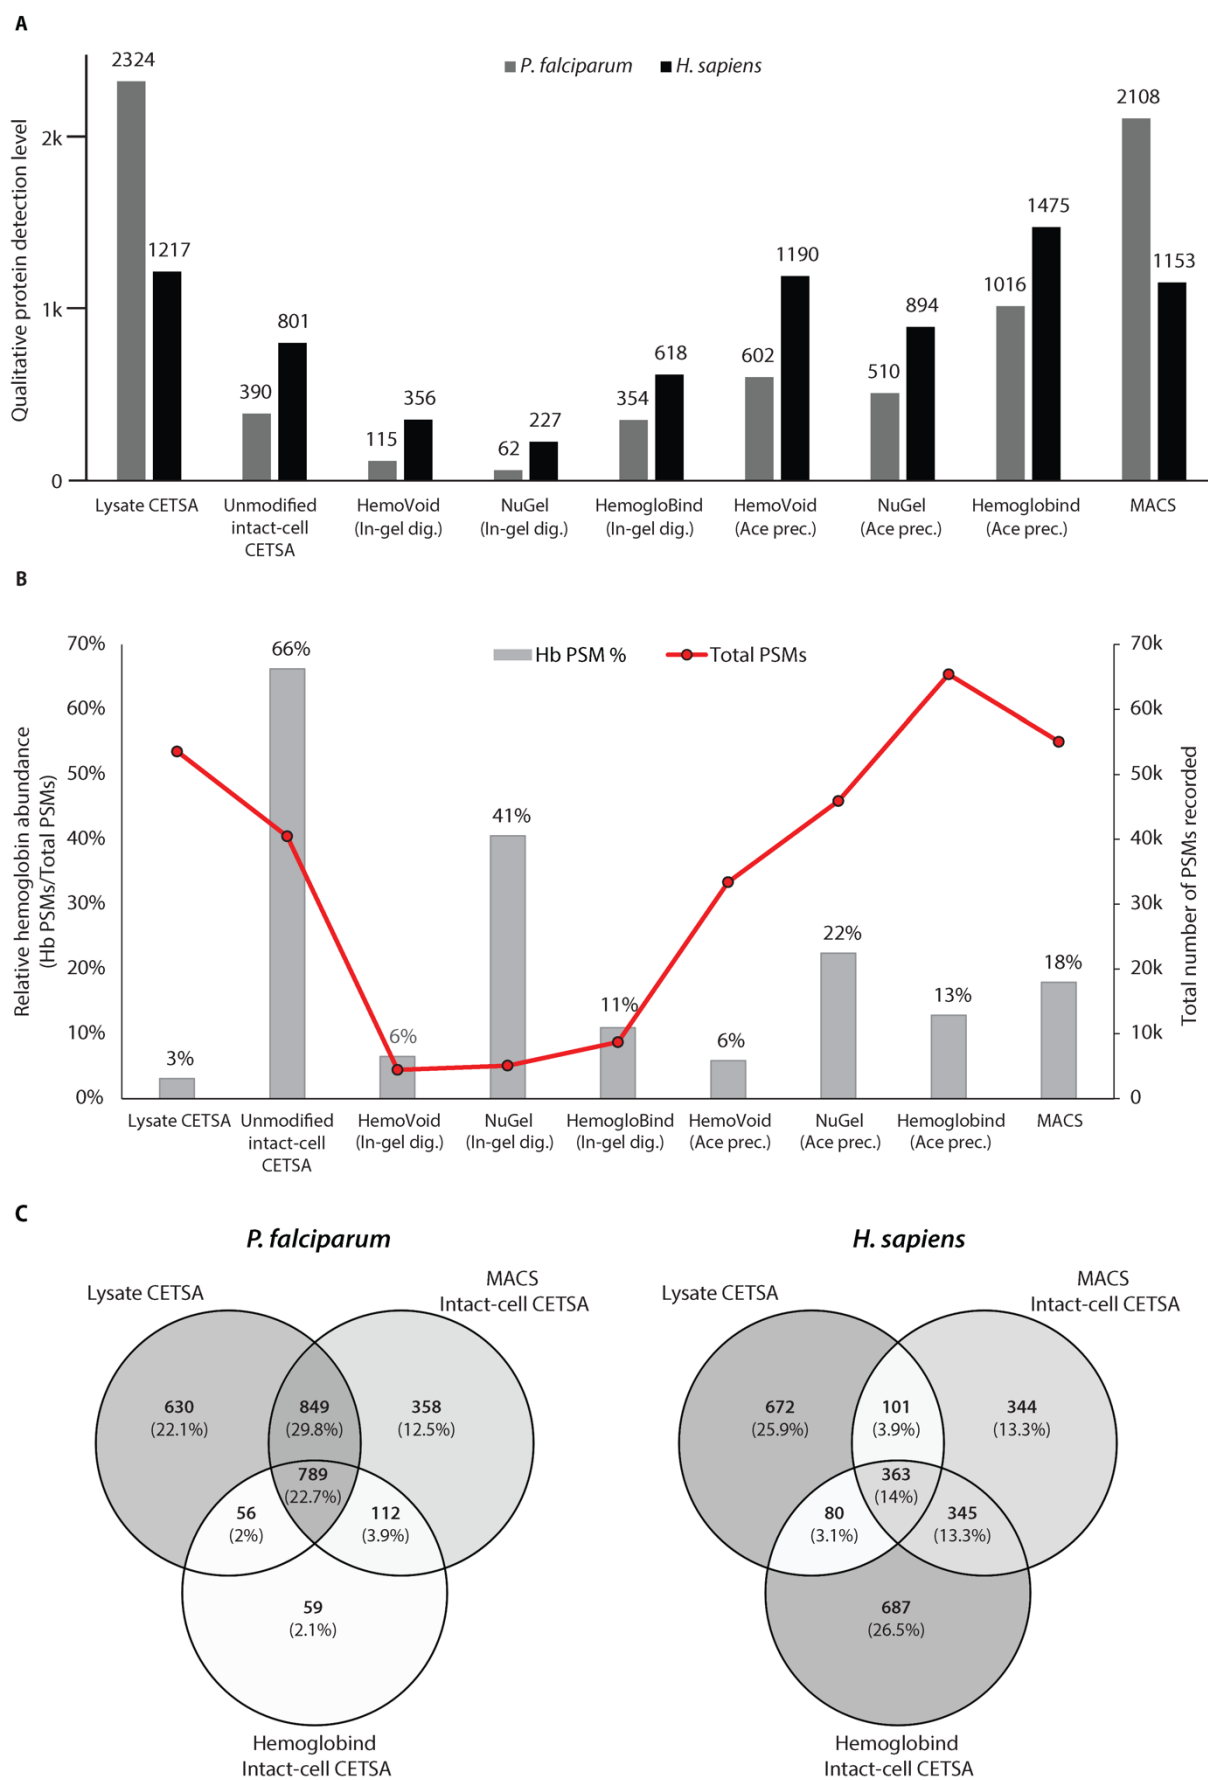 A
Qualitative protein detection level
P. falciparum
H. sapiens
2k
1k
0
2324
1217
390
801
115
356
62
227
354
618
602
1190
510
894
1016
1475
2108
1153
Lysate CETSA
Unmodified
intact-cell
CETSA
HemoVoid
(In-gel dig.)
NuGel
(In-gel dig.)
HemogloBind
(In-gel dig.)
HemoVoid
(Ace prec.)
NuGel
(Ace prec.)
Hemoglobind
(Ace prec.)
MACS
B
Relative hemoglobin abundance
(Hb PSMs/Total PSMs)
Hb PSM %
Total PSMs
70%
60%
50%
40%
30%
20%
10%
0%
3%
66%
6%
41%
11%
6%
22%
13%
18%
70k
60k
50k
40k
30k
20k
10k
0
Total number of PSMs recorded
Lysate CETSA
Unmodified
intact-cell
CETSA
HemoVoid
(In-gel dig.)
NuGel
(In-gel dig.)
HemogloBind
(In-gel dig.)
HemoVoid
(Ace prec.)
NuGel
(Ace prec.)
Hemoglobind
(Ace prec.)
MACS
C
P. falciparum
Lysate CETSA
MACS
Intact-cell CETSA
630
(22.1%)
849
(29.8%)
358
(12.5%)
789
(22.7%)
56
(2%)
112
(3.9%)
59
(2.1%)
Hemoglobind
Intact-cell CETSA
H. sapiens
Lysate CETSA
MACS
Intact-cell CETSA
672
(25.9%)
101
(3.9%)
344
(13.3%)
363
(14%)
80
(3.1%)
345
(13.3%)
687
(26.5%)
Hemoglobind
Intact-cell CETSA